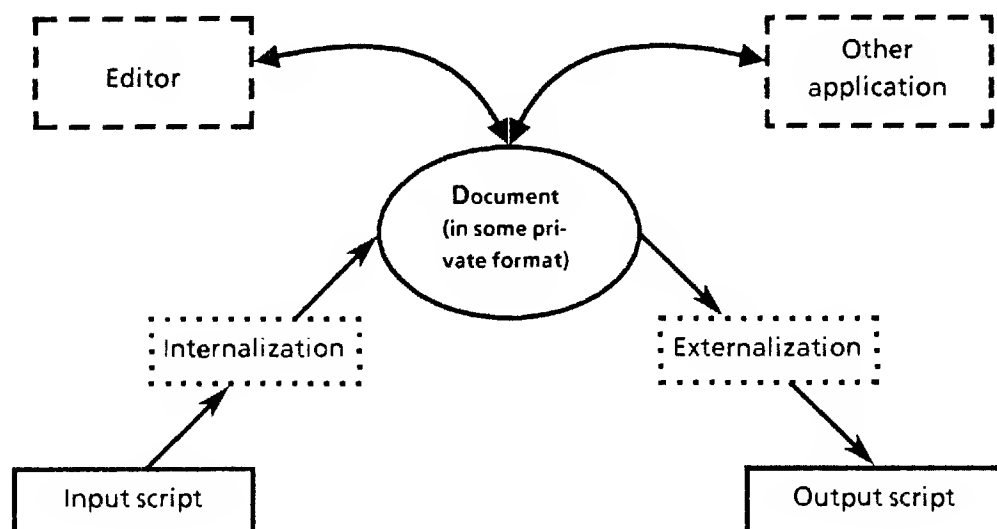 Editor
Other
application
Document
(in some pri-
vate format)
Internalization
Externalization
Input script
Output script